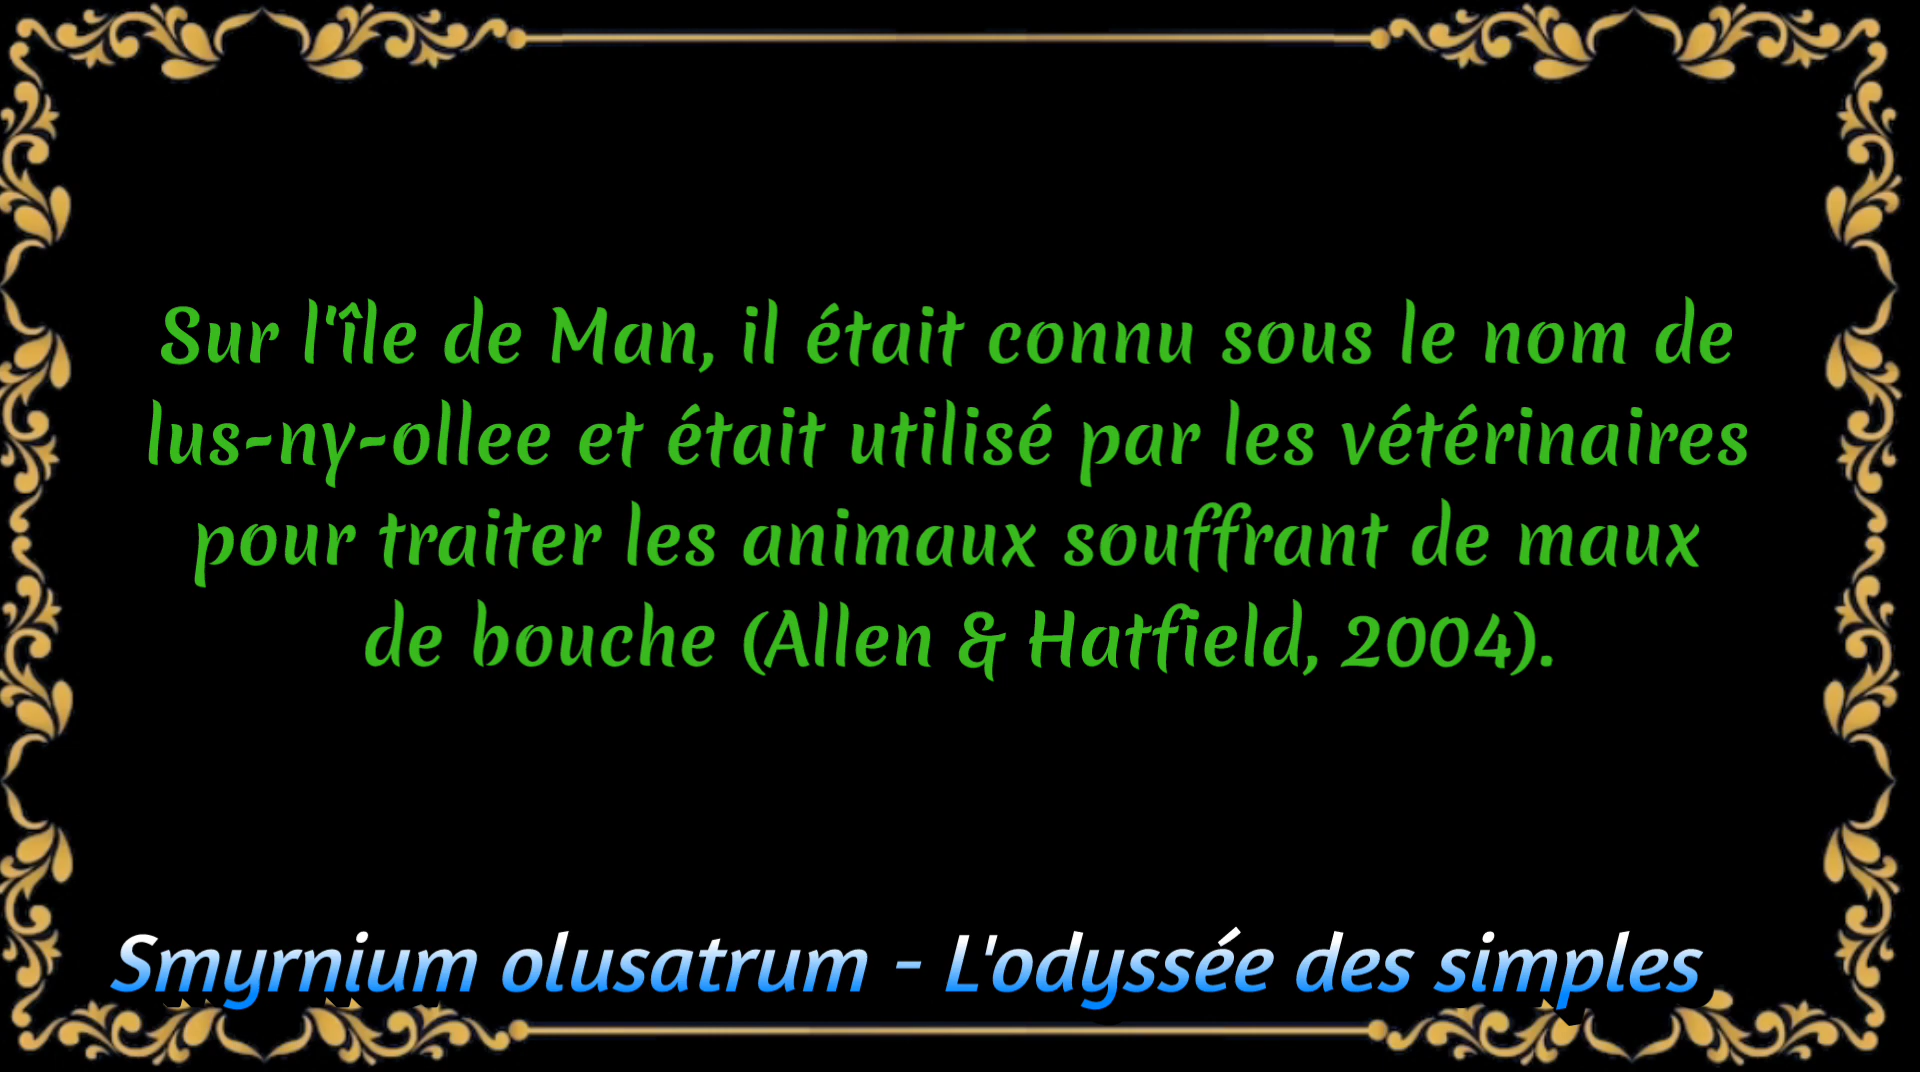 Sur l'île de Man, il était connu sous le nom de
lus-ny-ollee et était utilisé par les vétérinaires
pour traiter les animaux souffrant de maux
de bouche (Allen & Hatfield, 2004).
Smyrnium olusatrum - L'odyssée des simples